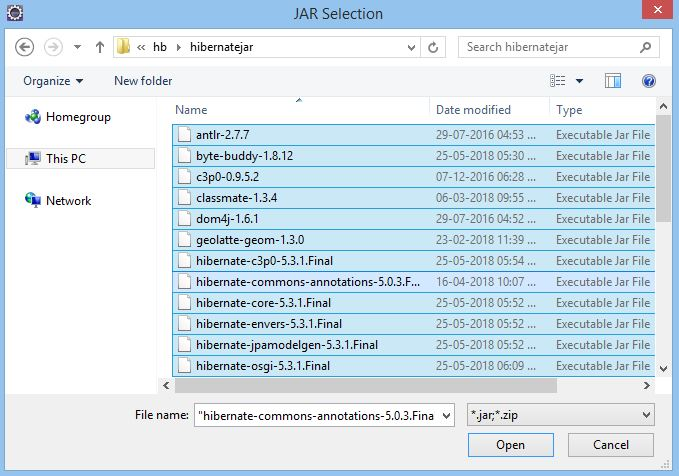 JAR Selection
« hb hibernatejar Search hibernatejar
Organize New folder
Name Date modified Type
Homegroup
This PC
Network
antlr-2.7.7 29-07-2016 04:53 ... Executable Jar File
byte-buddy-1.8.12 25-05-2018 05:30 ... Executable Jar File
c3p0-0.9.5.2 07-12-2016 06:28 ... Executable Jar File
classmate-1.3.4 06-03-2018 09:55 ... Executable Jar File
dom4j-1.6.1 29-07-2016 04:52 ... Executable Jar File
geolatte-geom-1.3.0 23-02-2018 11:39 ... Executable Jar File
hibernate-c3p0-5.3.1.Final 25-05-2018 05:54 ... Executable Jar File
hibernate-commons-annotations-5.0.3.F... 16-04-2018 10:07 ... Executable Jar File
hibernate-core-5.3.1.Final 25-05-2018 05:52 ... Executable Jar File
hibernate-envers-5.3.1.Final 25-05-2018 05:52 ... Executable Jar File
hibernate-jpamodelgen-5.3.1.Final 25-05-2018 05:52 ... Executable Jar File
hibernate-osgi-5.3.1.Final 25-05-2018 06:09 ... Executable Jar File
File name: "hibernate-commons-annotations-5.0.3.Fina *.jar;*.zip
Open Cancel